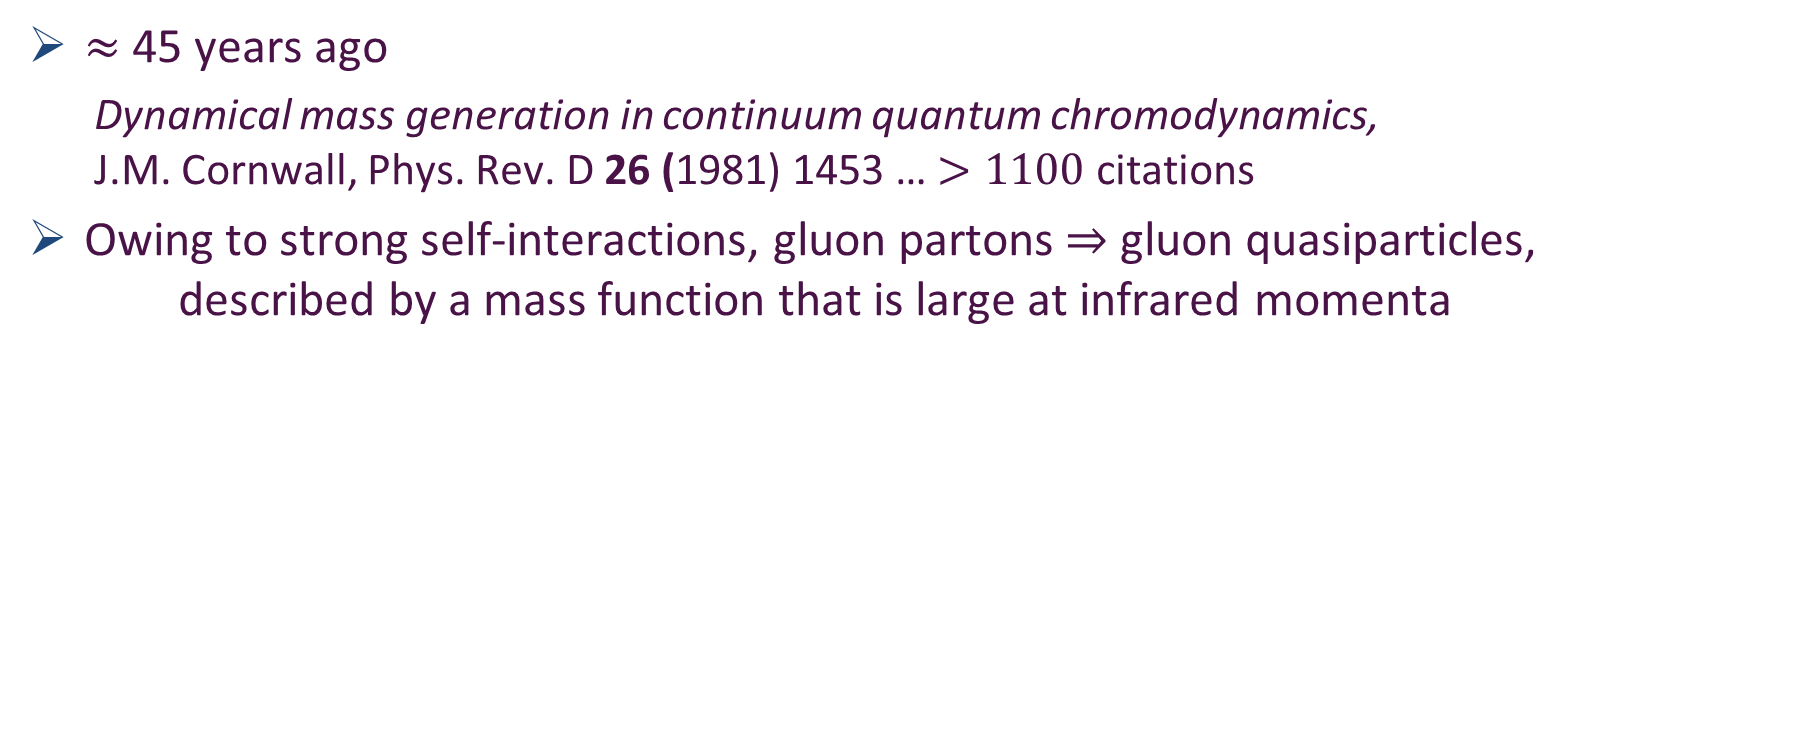 ➢ ≈ 45 years ago
Dynamical mass generation in continuum quantum chromodynamics,
J.M. Cornwall, Phys. Rev. D 26 (1981) 1453 … > 1100 citations
➢ Owing to strong self-interactions, gluon partons ⇒ gluon quasiparticles,
described by a mass function that is large at infrared momenta